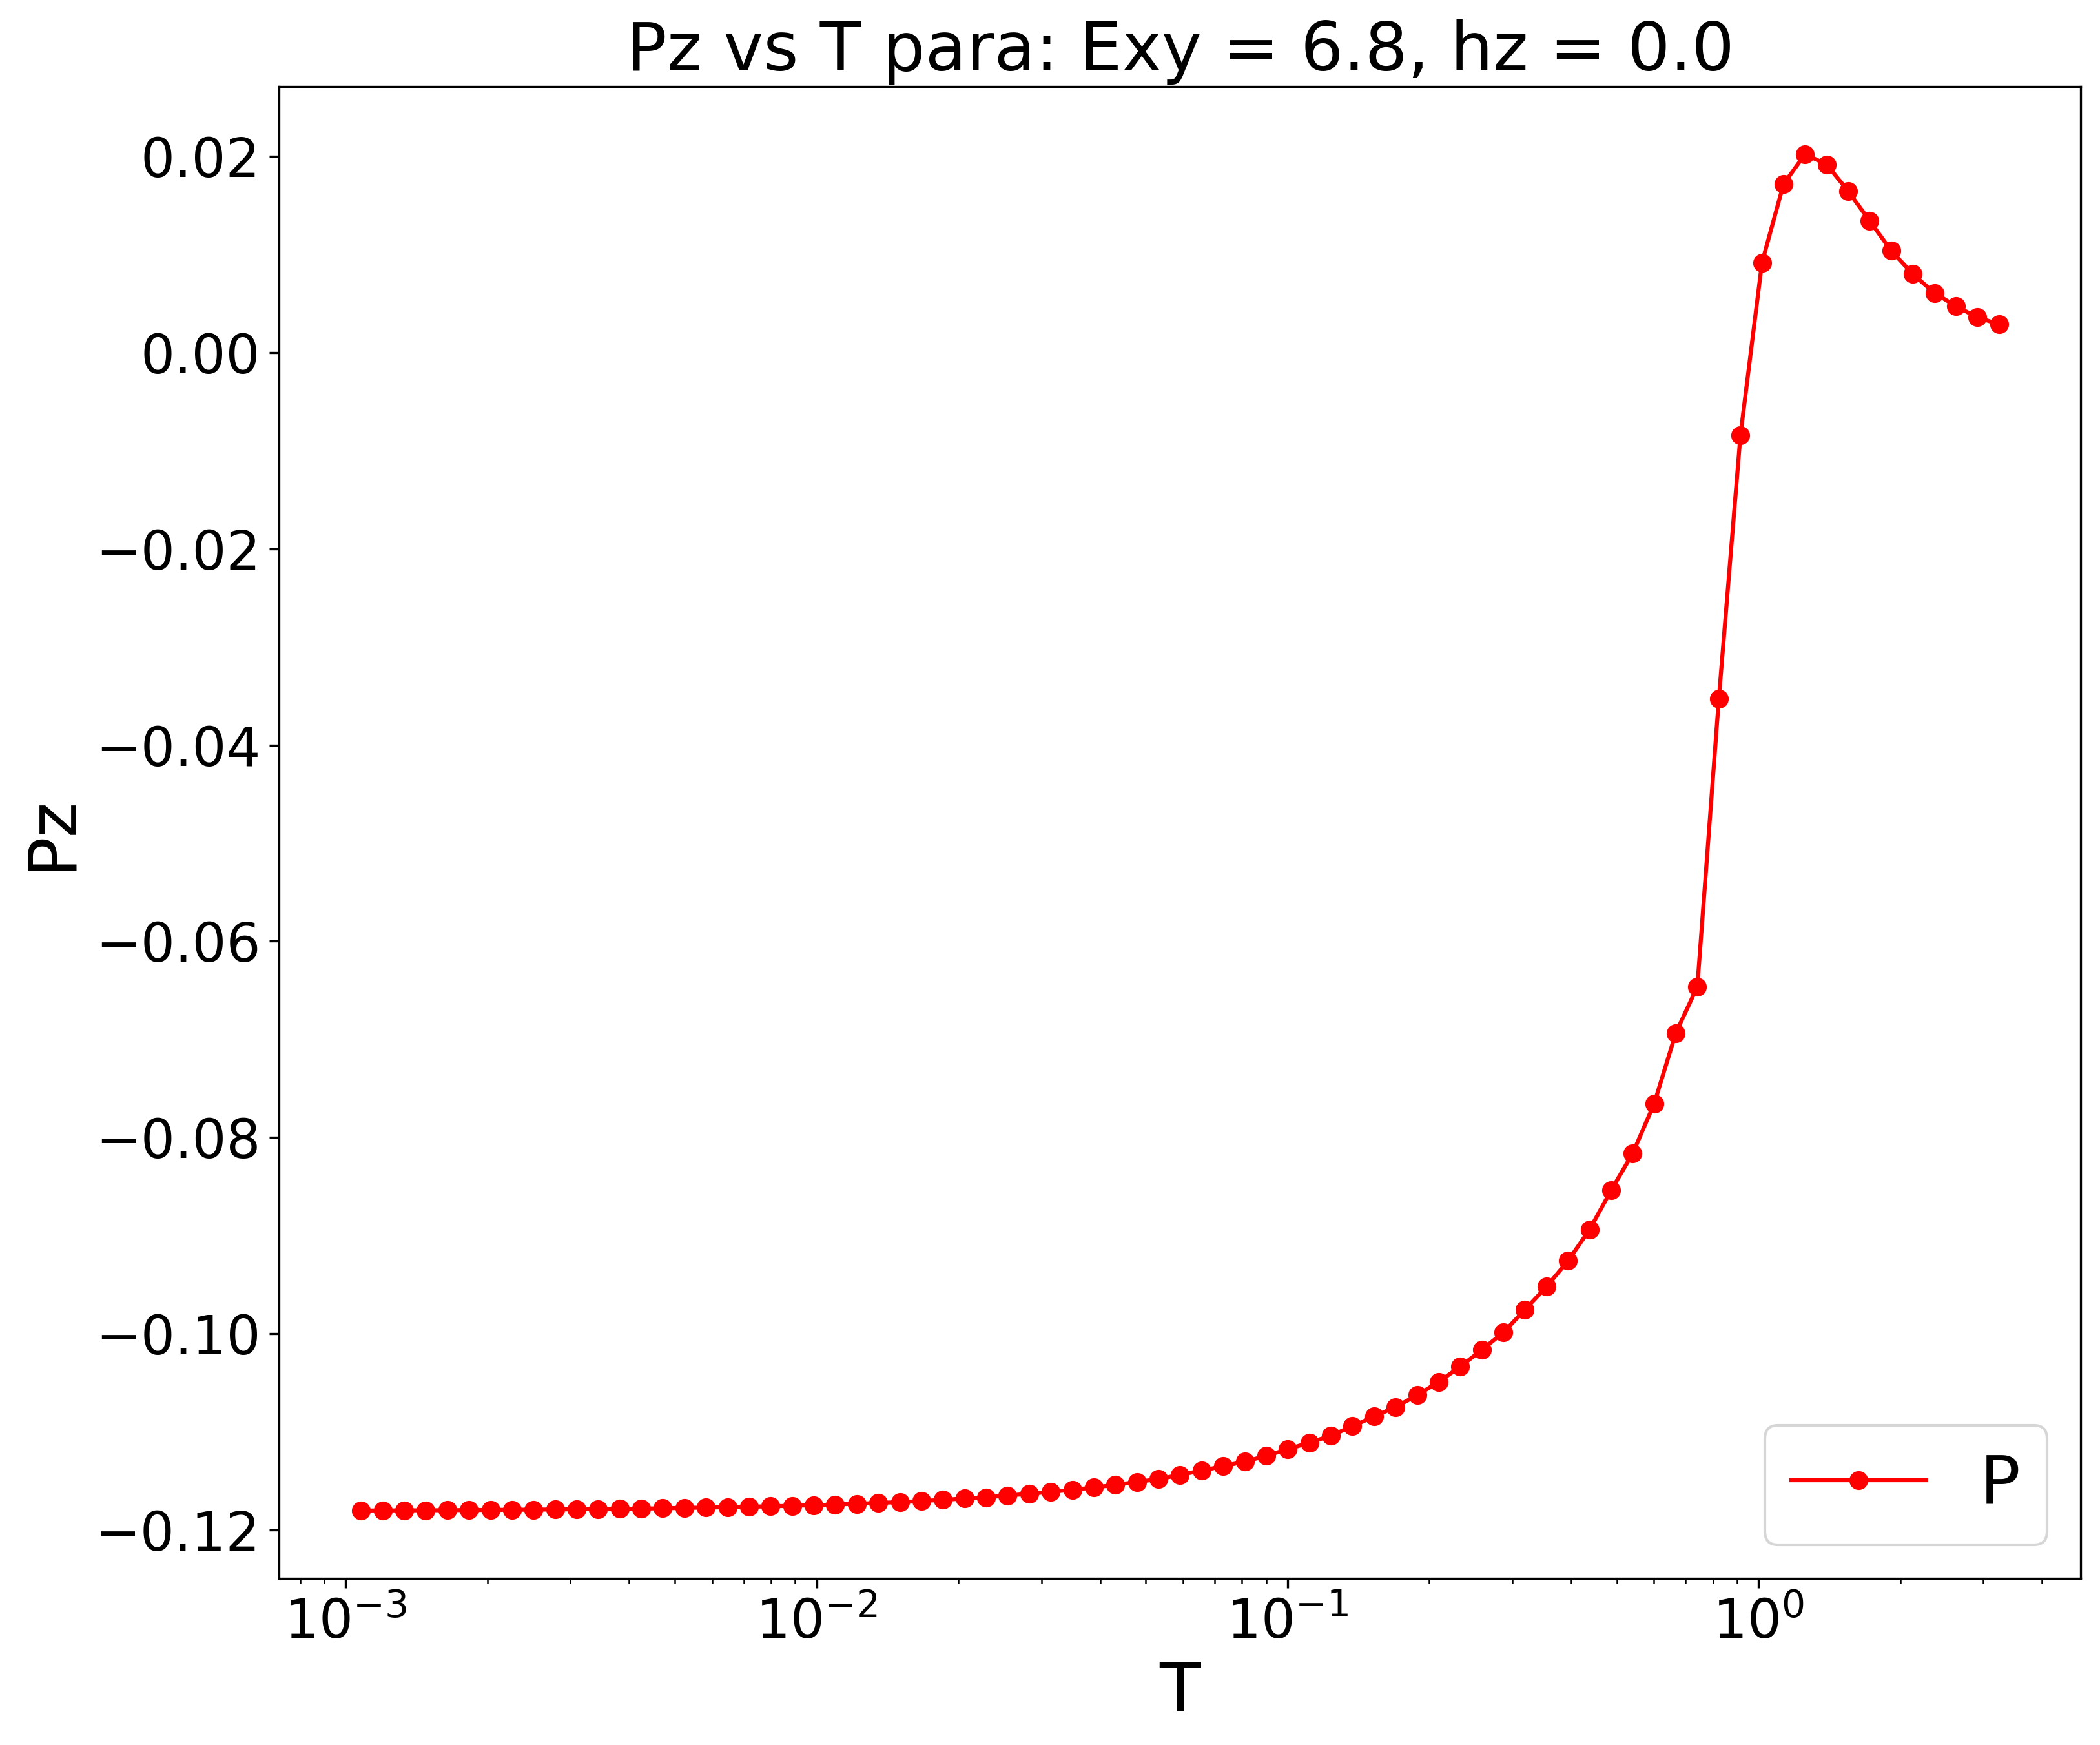 Pz vs T para: Exy = 6.8, hz = 0.0
0.02
0.00
−0.02
−0.04
−0.06
−0.08
−0.10
−0.12
Pz
P
10⁻³ 10⁻² 10⁻¹ 10⁰
T